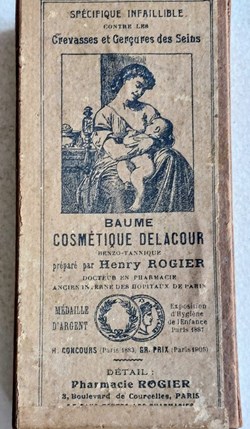 SPÉCIFIQUE INFAILLIBLE
CONTRE LES
Crevasses et Gerçures des Seins
BAUME
COSMÉTIQUE DELACOUR
BENZO-TANNIQUE
préparé par Henry ROGIER
DOCTEUR EN PHARMACIE
ANCIEN INTERNE DES HOPITAUX DE PARIS
MÉDAILLE
D'ARGENT
Exposition
d'Hygiène
de l'Enfance
Paris 1887
H. CONCOURS (Paris 1883), GR. PRIX (Paris 1906)
DÉTAIL :
Pharmacie ROGIER
3, Boulevard de Courcelles, PARIS